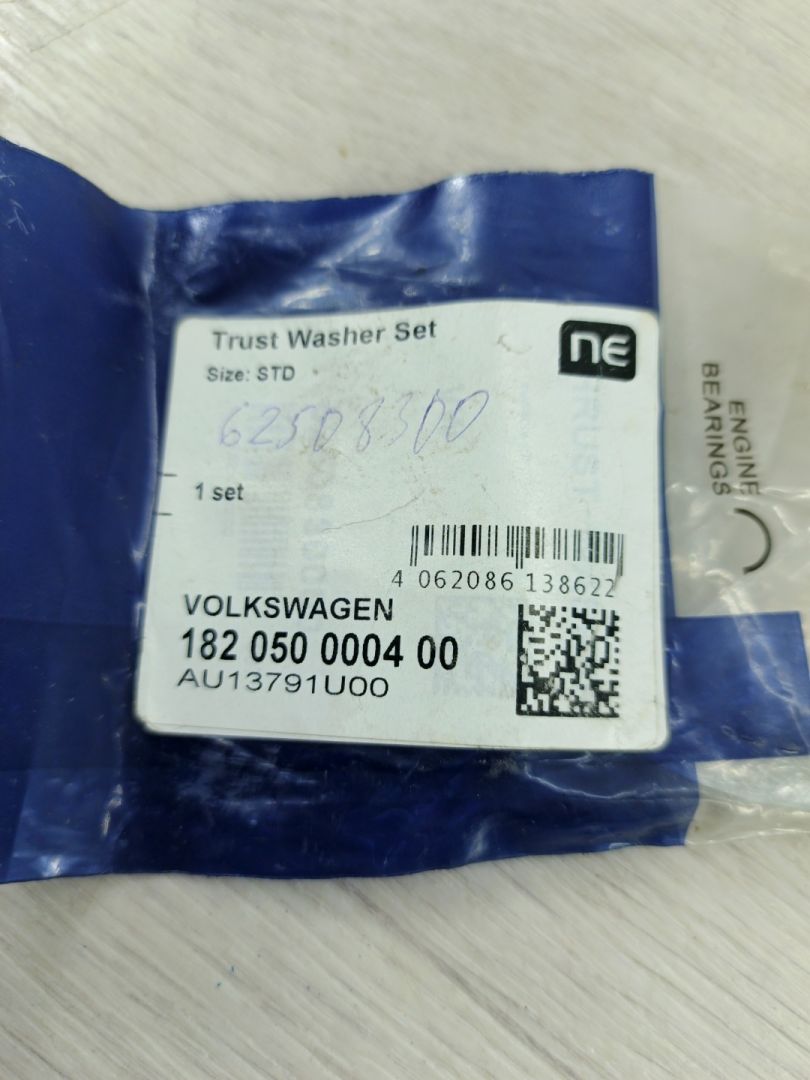 Trust Washer Set
NE
Size: STD
62508300
1 set
4 062086 138622
VOLKSWAGEN
182 050 0004 00
AU13791U00
ENGINE
BEARINGS